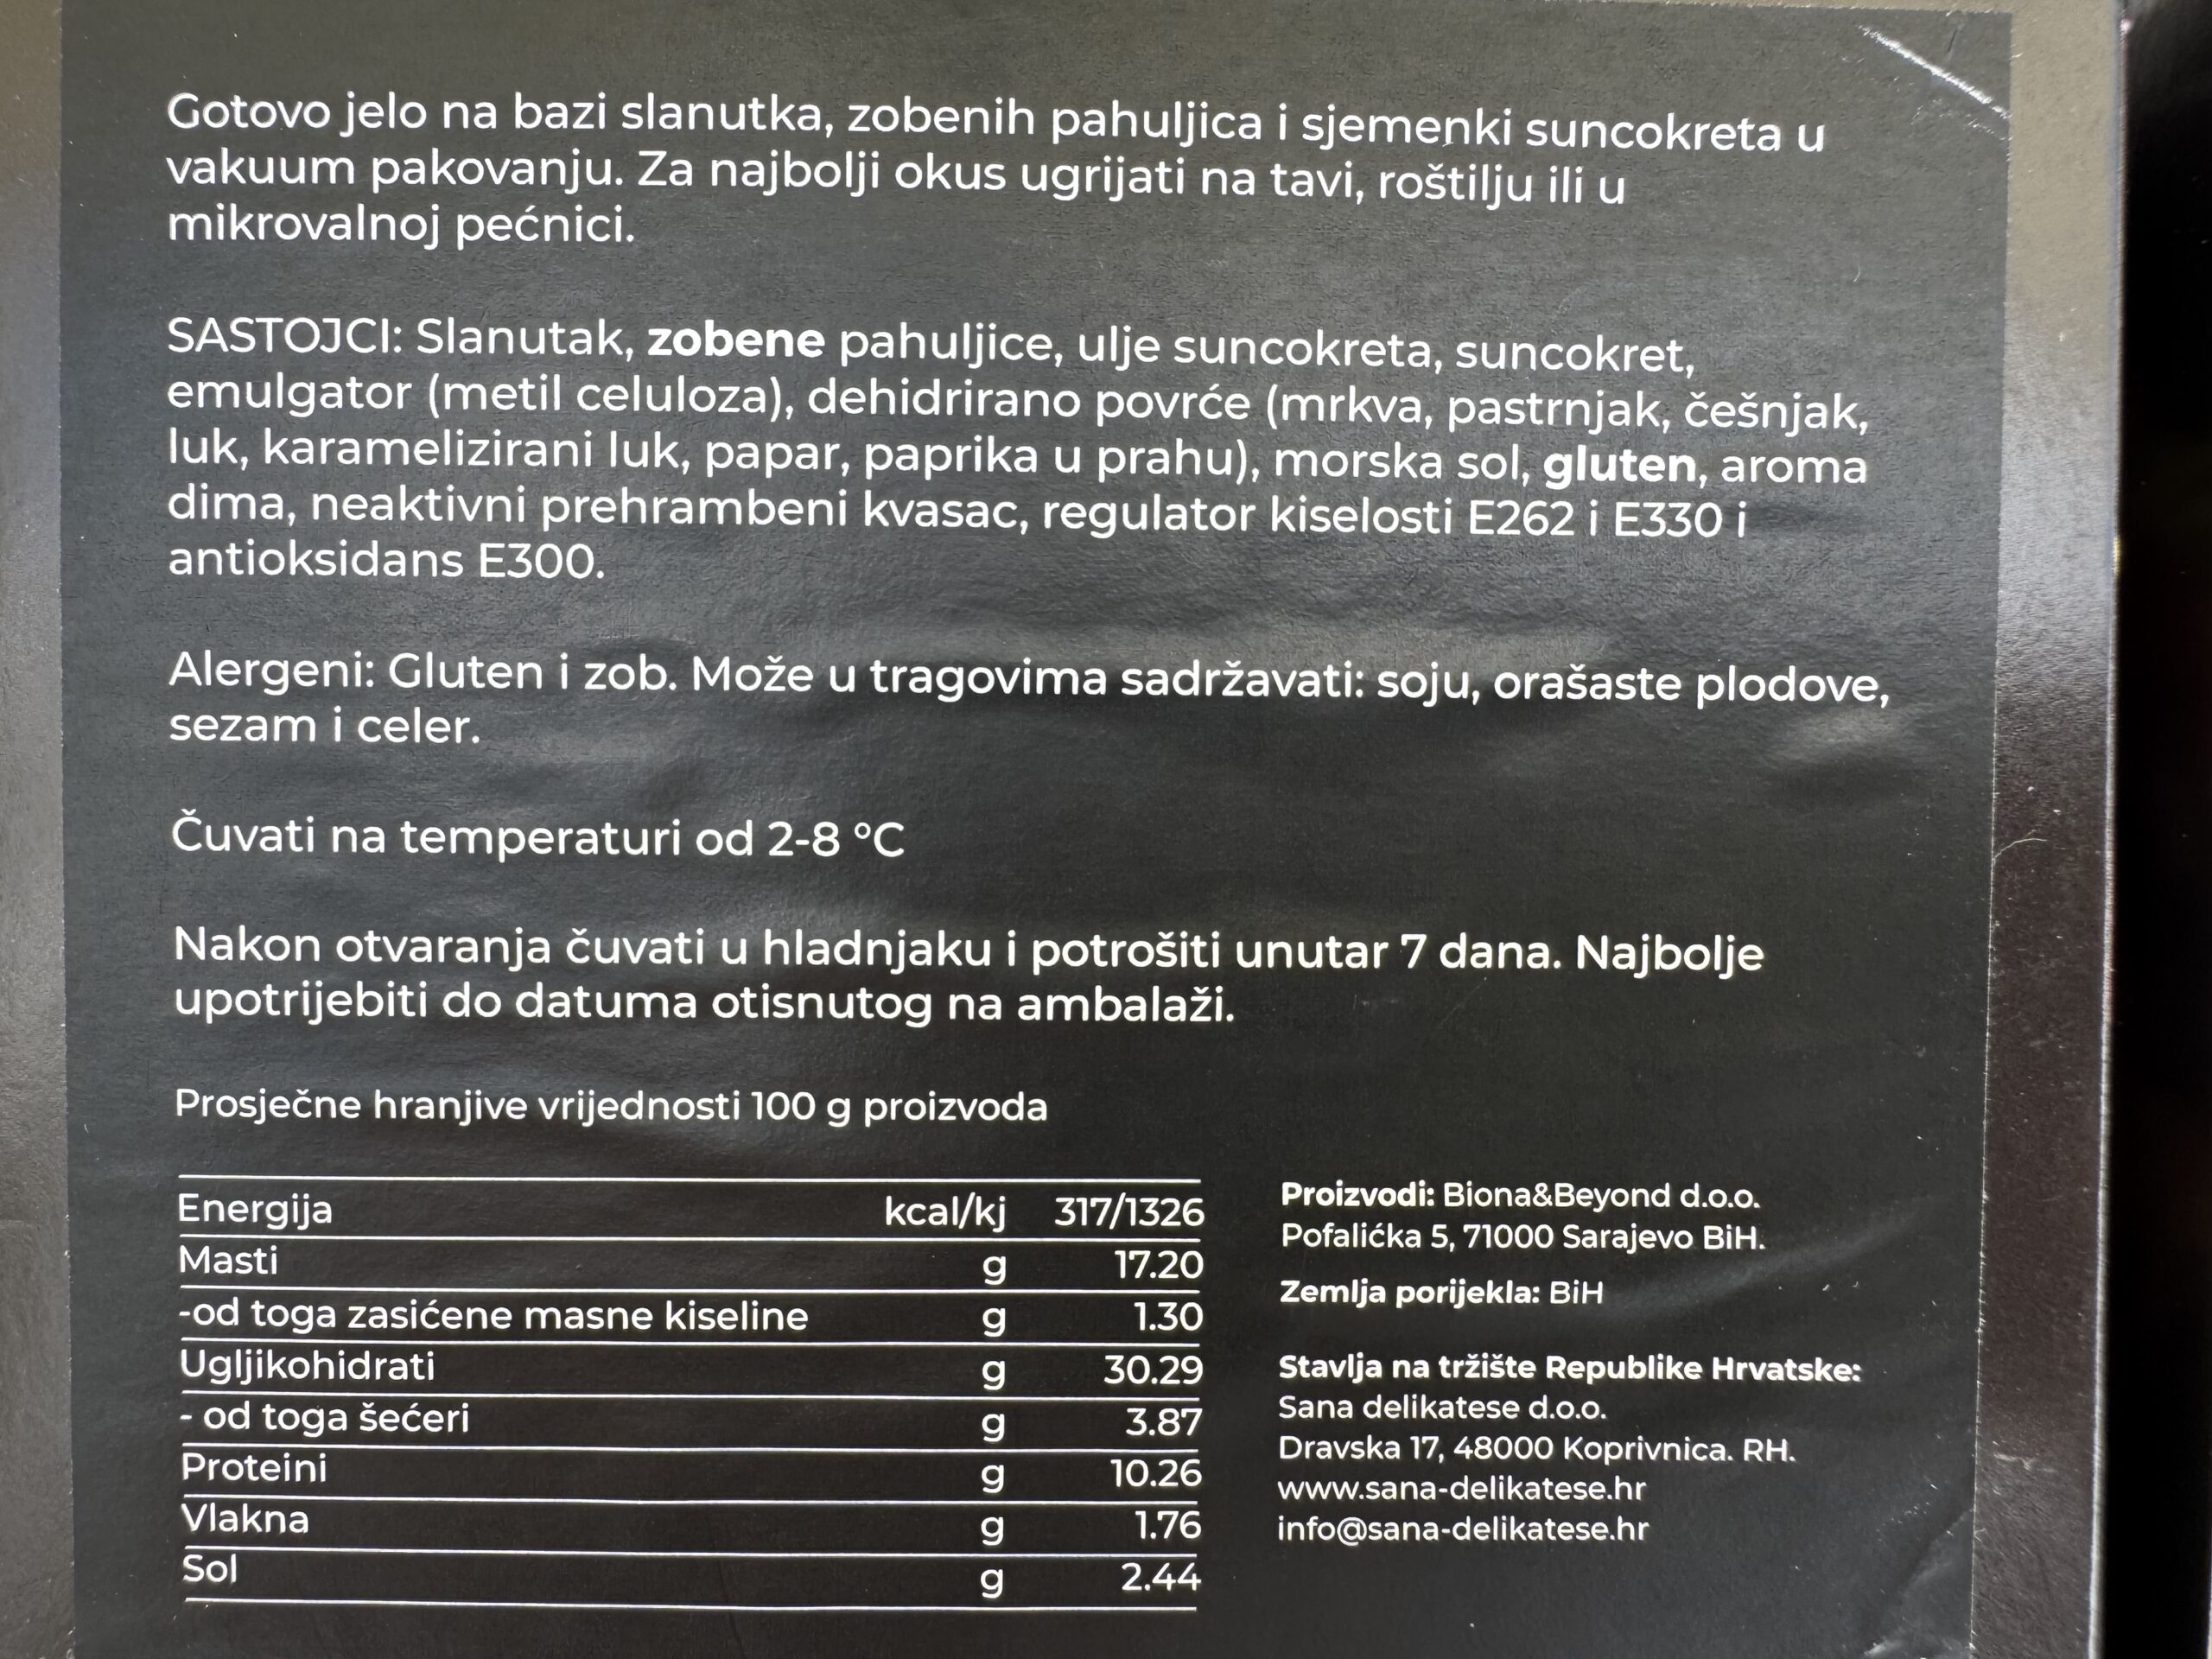 Gotovo jelo na bazi slanutka, zobenih pahuljica i sjemenki suncokreta u
vakuum pakovanju. Za najbolji okus ugrijati na tavi, roštilju ili u
mikrovalnoj pećnici.
SASTOJCI: Slanutak, zobene pahuljice, ulje suncokreta, suncokret,
emulgator (metil celuloza), dehidrirano povrće (mrkva, pastrnjak, češnjak,
luk, karamelizirani luk, papar, paprika u prahu), morska sol, gluten, aroma
dima, neaktivni prehrambeni kvasac, regulator kiselosti E262 i E330 i
antioksidans E300.
Alergeni: Gluten i zob. Može u tragovima sadržavati: soju, orašaste plodove,
sezam i celer.
Čuvati na temperaturi od 2-8 °C
Nakon otvaranja čuvati u hladnjaku i potrošiti unutar 7 dana. Najbolje
upotrijebiti do datuma otisnutog na ambalaži.
Prosječne hranjive vrijednosti 100 g proizvoda
Energija kcal/kj 317/1326
Masti g 17.20
-od toga zasićene masne kiseline g 1.30
Ugljikohidrati g 30.29
- od toga šećeri g 3.87
Proteini g 10.26
Vlakna g 1.76
Sol g 2.44
Proizvodi: Biona&Beyond d.o.o.
Pofalićka 5, 71000 Sarajevo BiH.
Zemlja porijekla: BiH
Stavlja na tržište Republike Hrvatske:
Sana delikatese d.o.o.
Dravska 17, 48000 Koprivnica. RH.
www.sana-delikatese.hr
info@sana-delikatese.hr